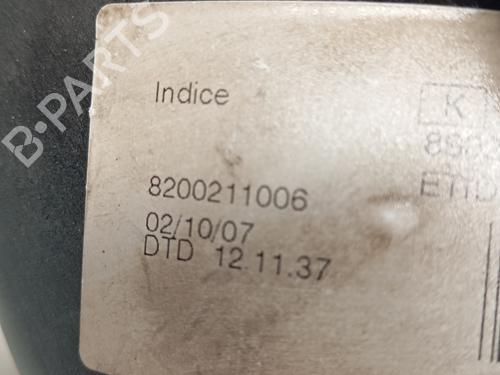 Indice
K
8200211006
02/10/07
DTD 12.11.37
B-PARTS